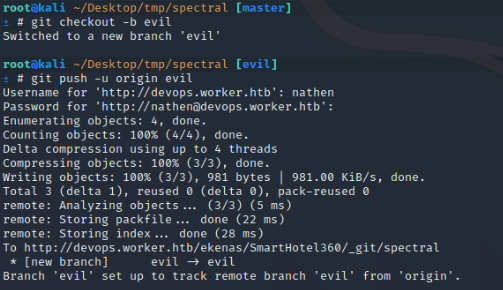 root@kali ~/Desktop/tmp/spectral [master]
± # git checkout -b evil
Switched to a new branch 'evil'
root@kali ~/Desktop/tmp/spectral [evil]
± # git push -u origin evil
Username for 'http://devops.worker.htb': nathen
Password for 'http://nathen@devops.worker.htb':
Enumerating objects: 4, done.
Counting objects: 100% (4/4), done.
Delta compression using up to 4 threads
Compressing objects: 100% (3/3), done.
Writing objects: 100% (3/3), 981 bytes | 981.00 KiB/s, done.
Total 3 (delta 1), reused 0 (delta 0), pack-reused 0
remote: Analyzing objects... (3/3) (5 ms)
remote: Storing packfile... done (22 ms)
remote: Storing index... done (28 ms)
To http://devops.worker.htb/ekenas/SmartHotel360/_git/spectral
 * [new branch]      evil -> evil
Branch 'evil' set up to track remote branch 'evil' from 'origin'.